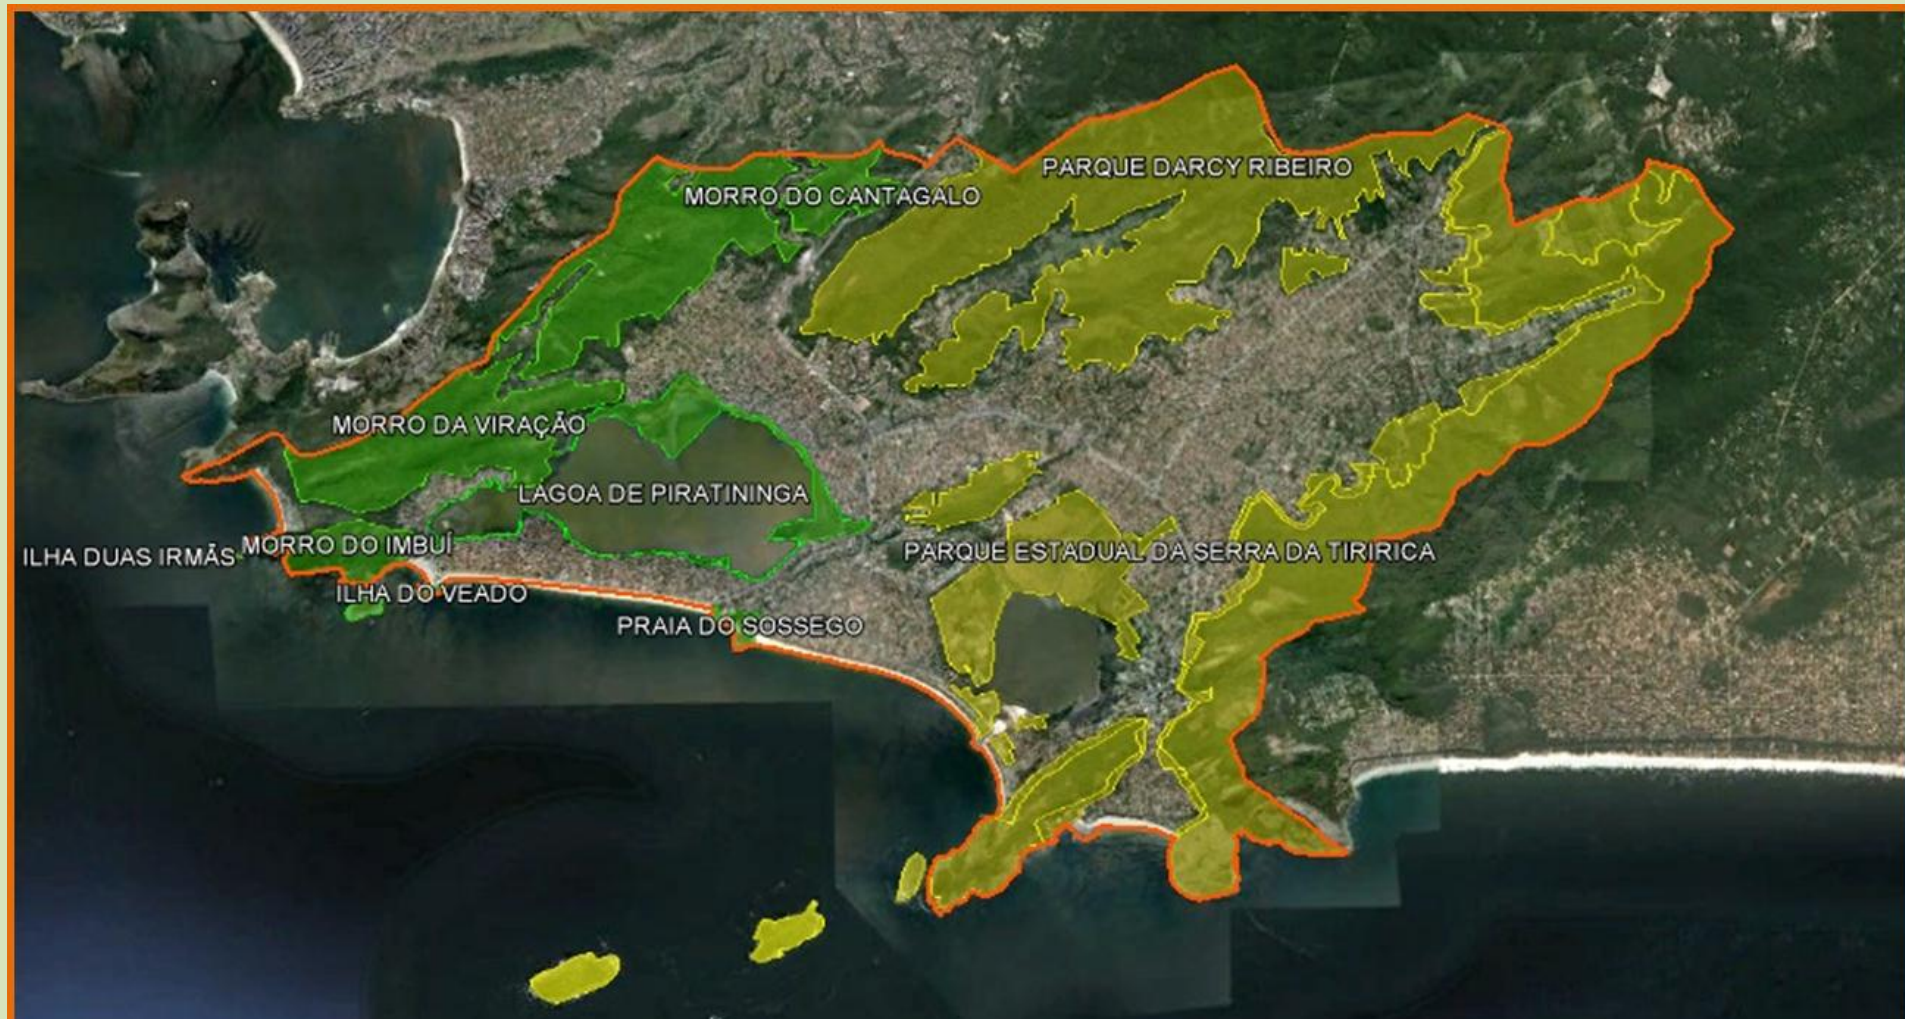 PARQUE DARCY RIBEIRO
MORRO DO CANTAGALO
MORRO DA VIRAÇÃO
LAGOA DE PIRATININGA
MORRO DO IMBUÍ
PARQUE ESTADUAL DA SERRA DA TIRIRICA
ILHA DUAS IRMÃS
ILHA DO VEADO
PRAIA DO SOSSEGO